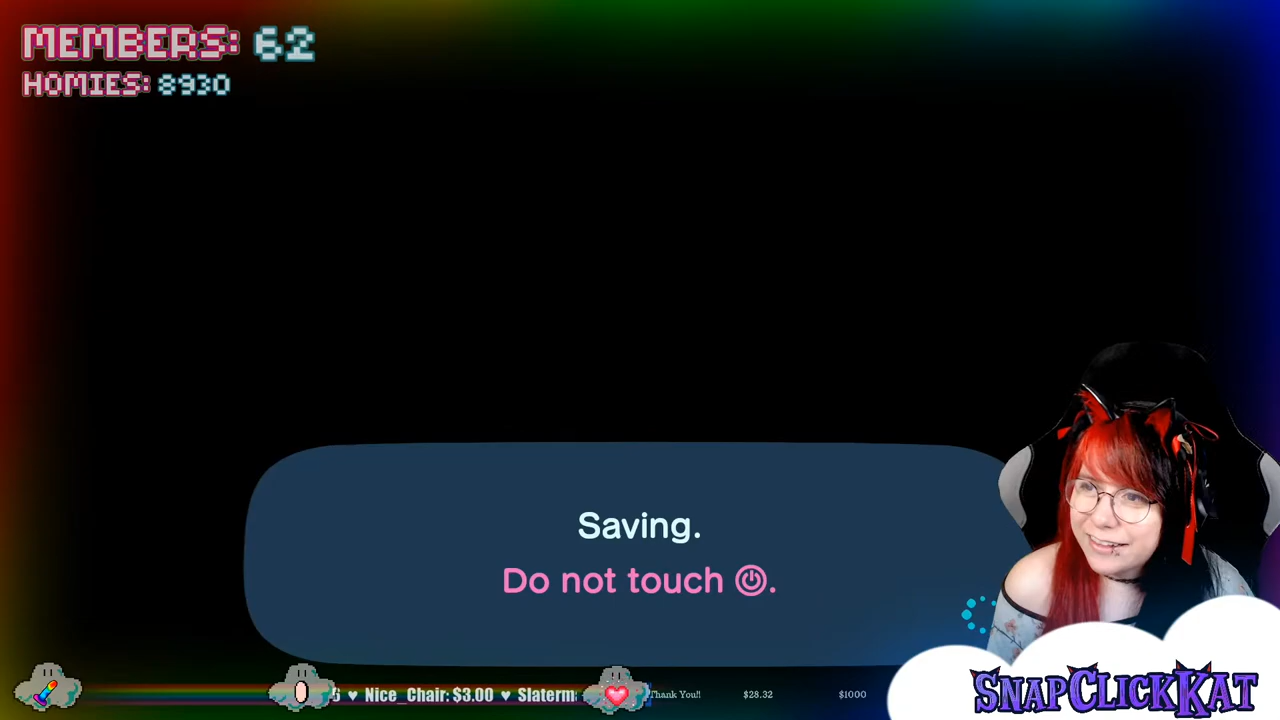 MEMBERS: 62
HOMIES: 8930
Saving.
Do not touch ⏻.
♥ Nice_Chair: $3.00 ♥ Slaterm
Thank You!! $28.32 $1000
SNAPCLICKKAT